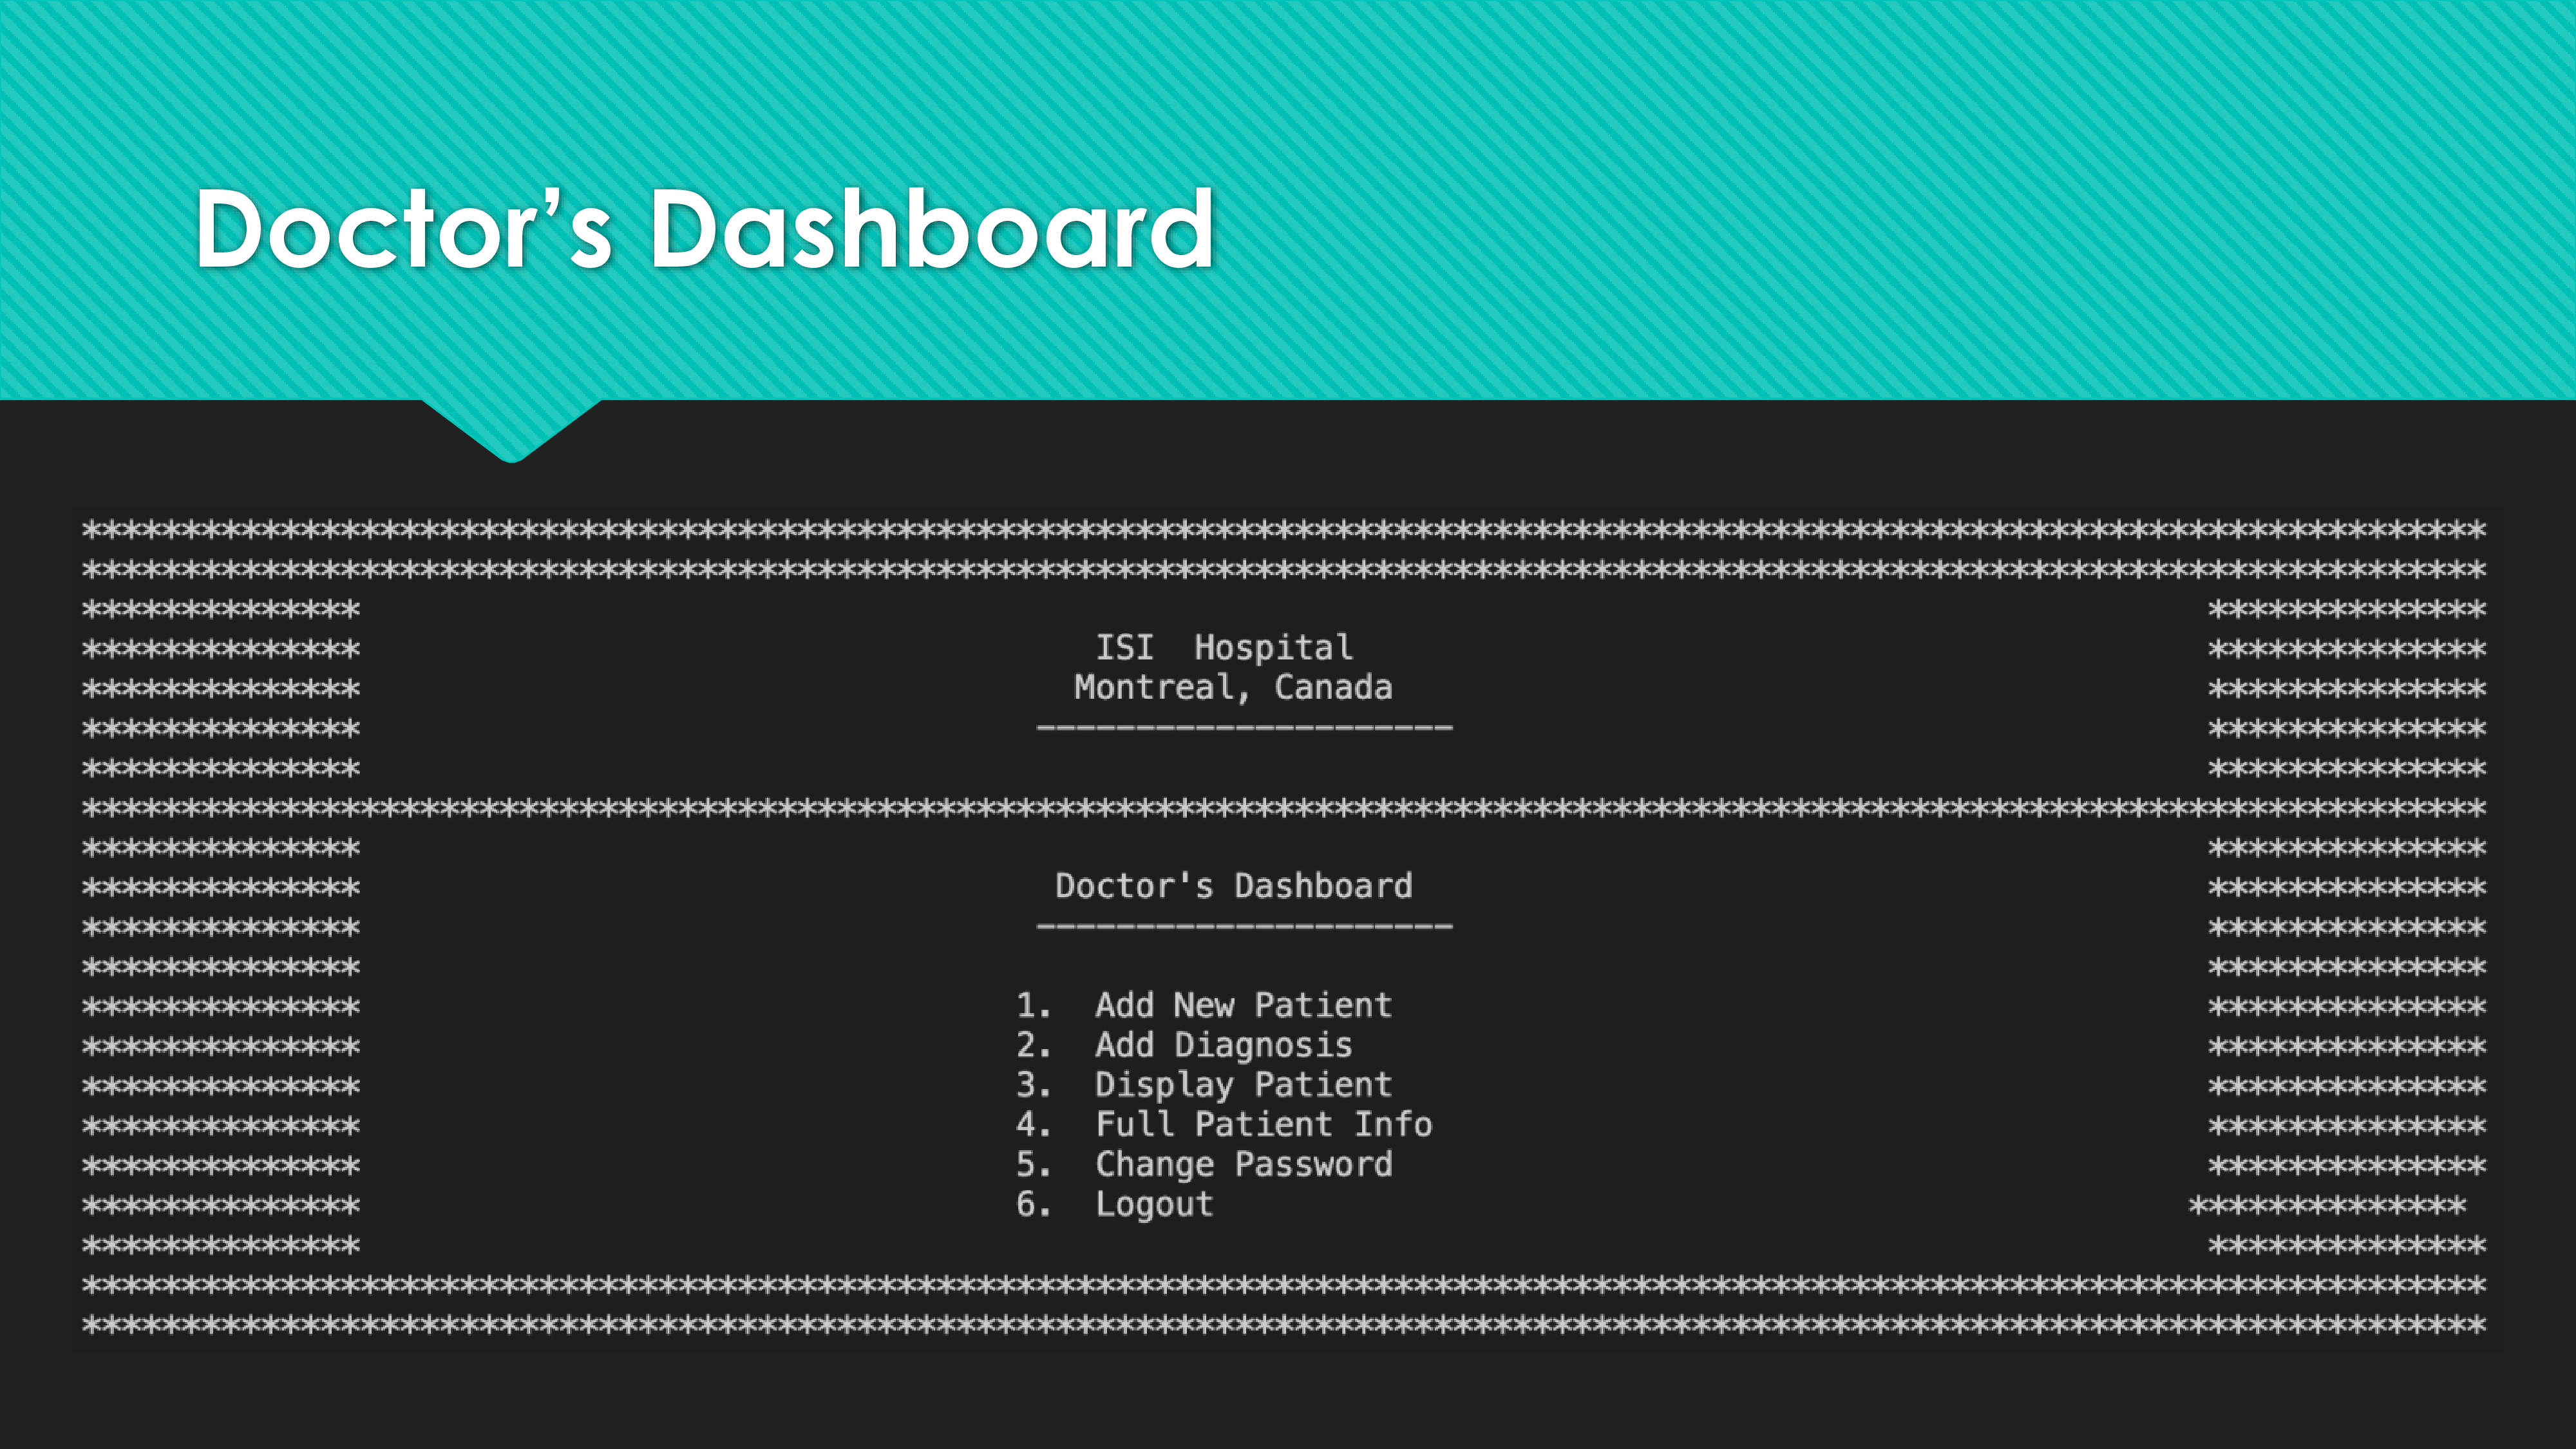 Doctor’s Dashboard
*************************************************************************************************************************
*************************************************************************************************************************
************** **************
************** ISI  Hospital **************
************** Montreal, Canada **************
************** --------------------- **************
************** **************
*************************************************************************************************************************
************** **************
************** Doctor's Dashboard **************
************** --------------------- **************
************** **************
************** 1.  Add New Patient **************
************** 2.  Add Diagnosis **************
************** 3.  Display Patient **************
************** 4.  Full Patient Info **************
************** 5.  Change Password **************
************** 6.  Logout **************
************** **************
*************************************************************************************************************************
*************************************************************************************************************************